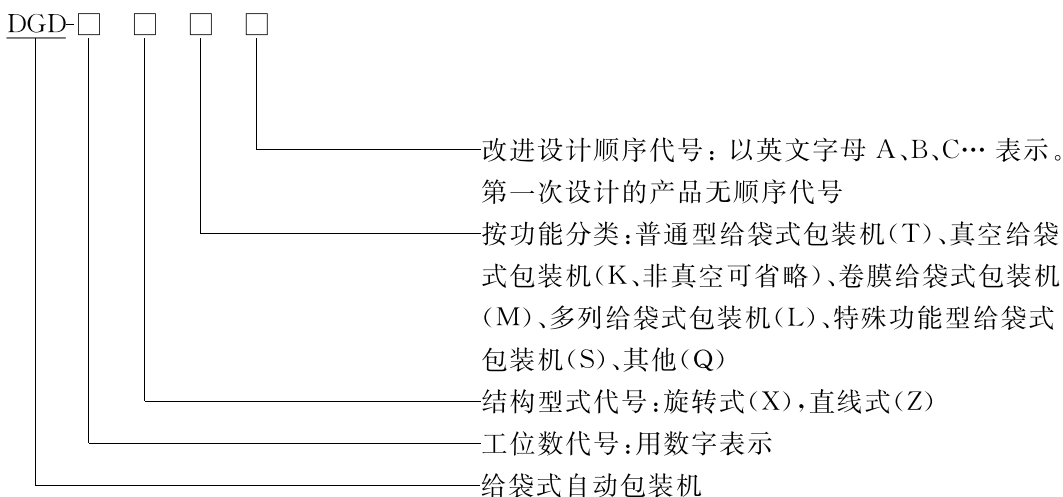 DGD-□ □ □ □
改进设计顺序代号：以英文字母 A、B、C… 表示。
第一次设计的产品无顺序代号
按功能分类：普通型给袋式包装机(T)、真空给袋
式包装机(K、非真空可省略)、卷膜给袋式包装机
(M)、多列给袋式包装机(L)、特殊功能型给袋式
包装机(S)、其他(Q)
结构型式代号：旋转式(X)，直线式(Z)
工位数代号：用数字表示
给袋式自动包装机